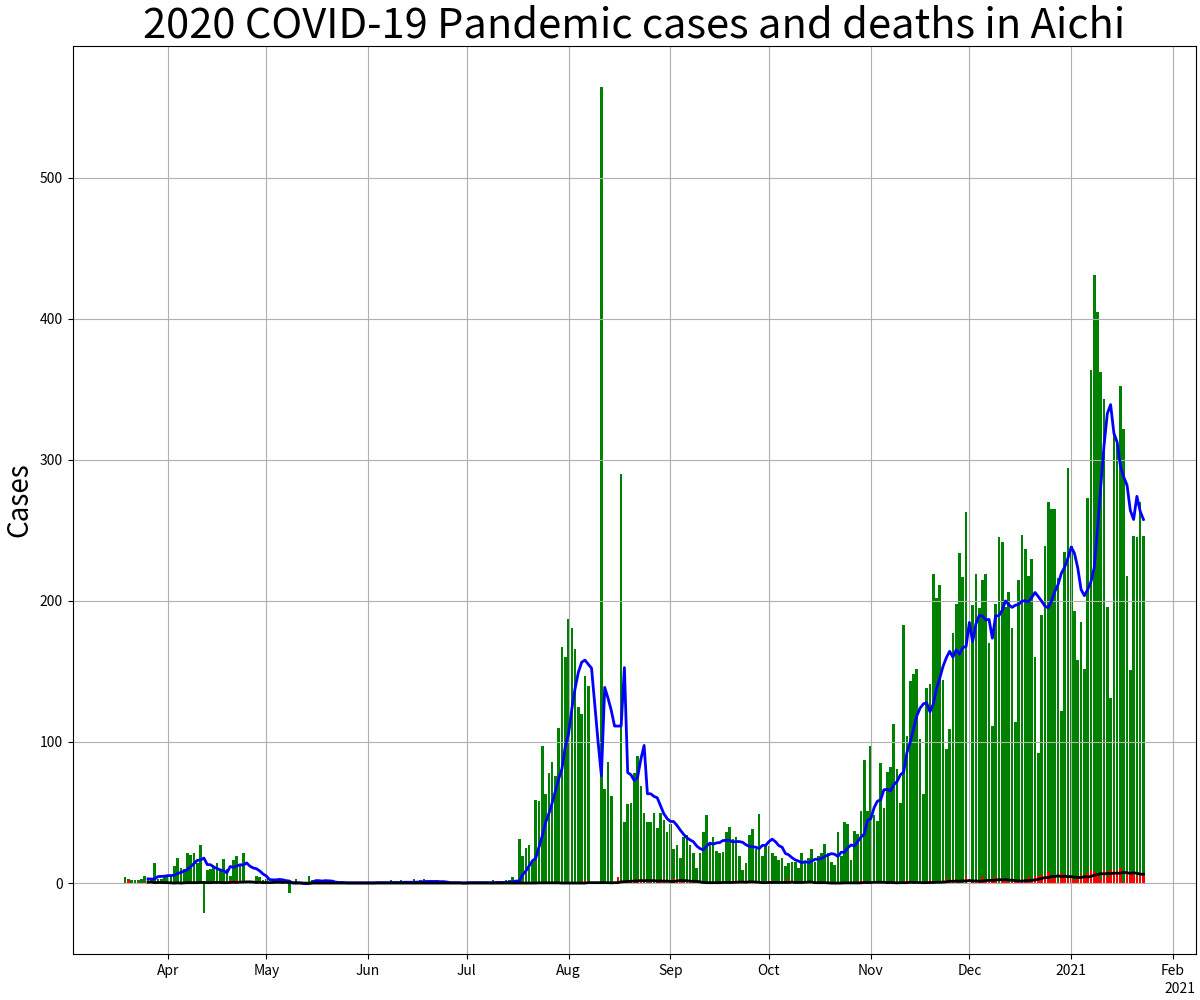 2020 COVID-19 Pandemic cases and deaths in Aichi
Cases
500
400
300
200
100
0
Apr May Jun Jul Aug Sep Oct Nov Dec 2021 Feb
2021